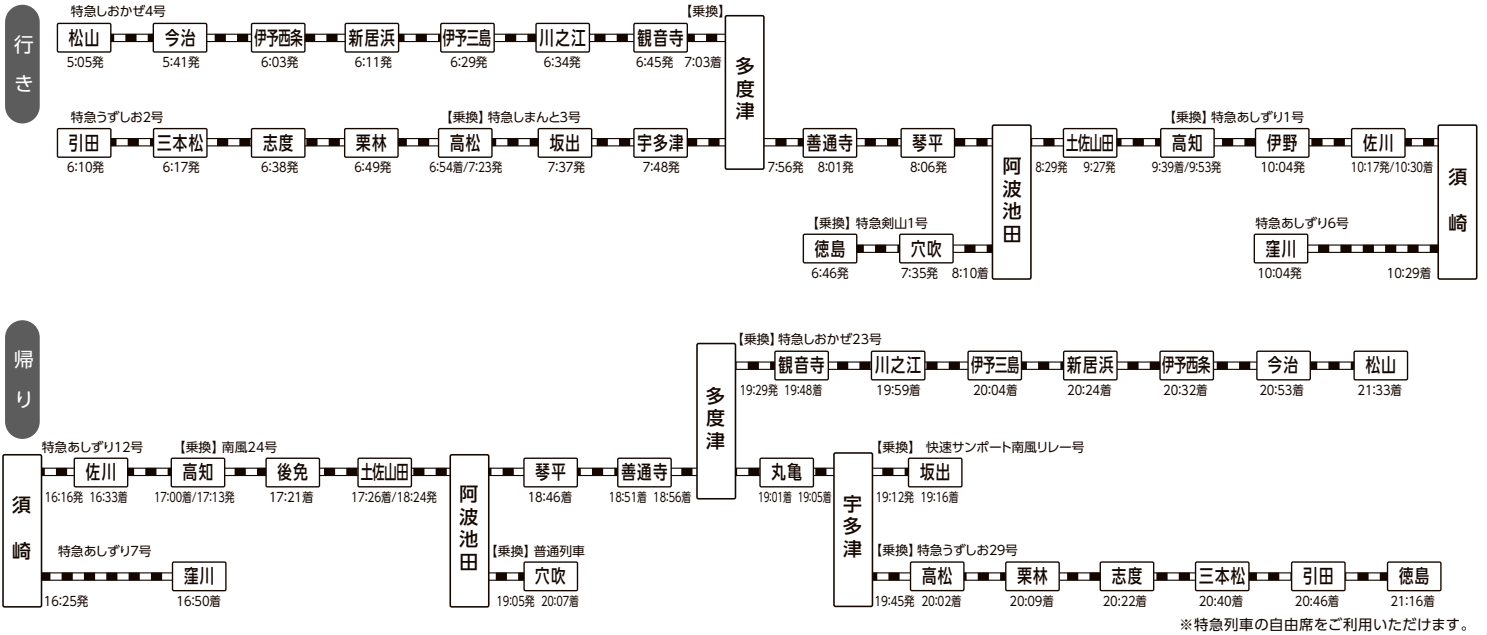 行き
特急しおかぜ4号
【乗換】
松山 今治 伊予西条 新居浜 伊予三島 川之江 観音寺
5:05発 5:41発 6:03発 6:11発 6:29発 6:34発 6:45発 7:03着
多度津
特急うずしお2号 【乗換】 特急しまんと3号
引田 三本松 志度 栗林 高松 坂出 宇多津
6:10発 6:17発 6:38発 6:49発 6:54着/7:23発 7:37発 7:48発
善通寺 琴平
7:56発 8:01発 8:06発
阿波池田
【乗換】 特急あしずり1号
土佐山田 高知 伊野 佐川
8:29発 9:27発 9:39着/9:53発 10:04発 10:17発/10:30着
須崎
【乗換】 特急剣山1号
徳島 穴吹
6:46発 7:35発 8:10着
特急あしずり6号
窪川
10:04発 10:29着
帰り
【乗換】 特急しおかぜ23号
観音寺 川之江 伊予三島 新居浜 伊予西条 今治 松山
19:29発 19:48着 19:59着 20:04着 20:24着 20:32着 20:53着 21:33着
多度津
特急あしずり12号 【乗換】 南風24号
須崎
佐川 高知 後免 土佐山田
16:16発 16:33着 17:00着/17:13発 17:21着 17:26着/18:24発
阿波池田
琴平 善通寺
18:46着 18:51着 18:56着
丸亀
19:01着 19:05着
宇多津
【乗換】 快速サンポート南風リレー号
坂出
19:12発 19:16着
特急あしずり7号
窪川
16:25発 16:50着
【乗換】 普通列車
穴吹
19:05発 20:07着
【乗換】 特急うずしお29号
高松 栗林 志度 三本松 引田 徳島
19:45発 20:02着 20:09着 20:22着 20:40着 20:46着 21:16着
※特急列車の自由席をご利用いただけます。